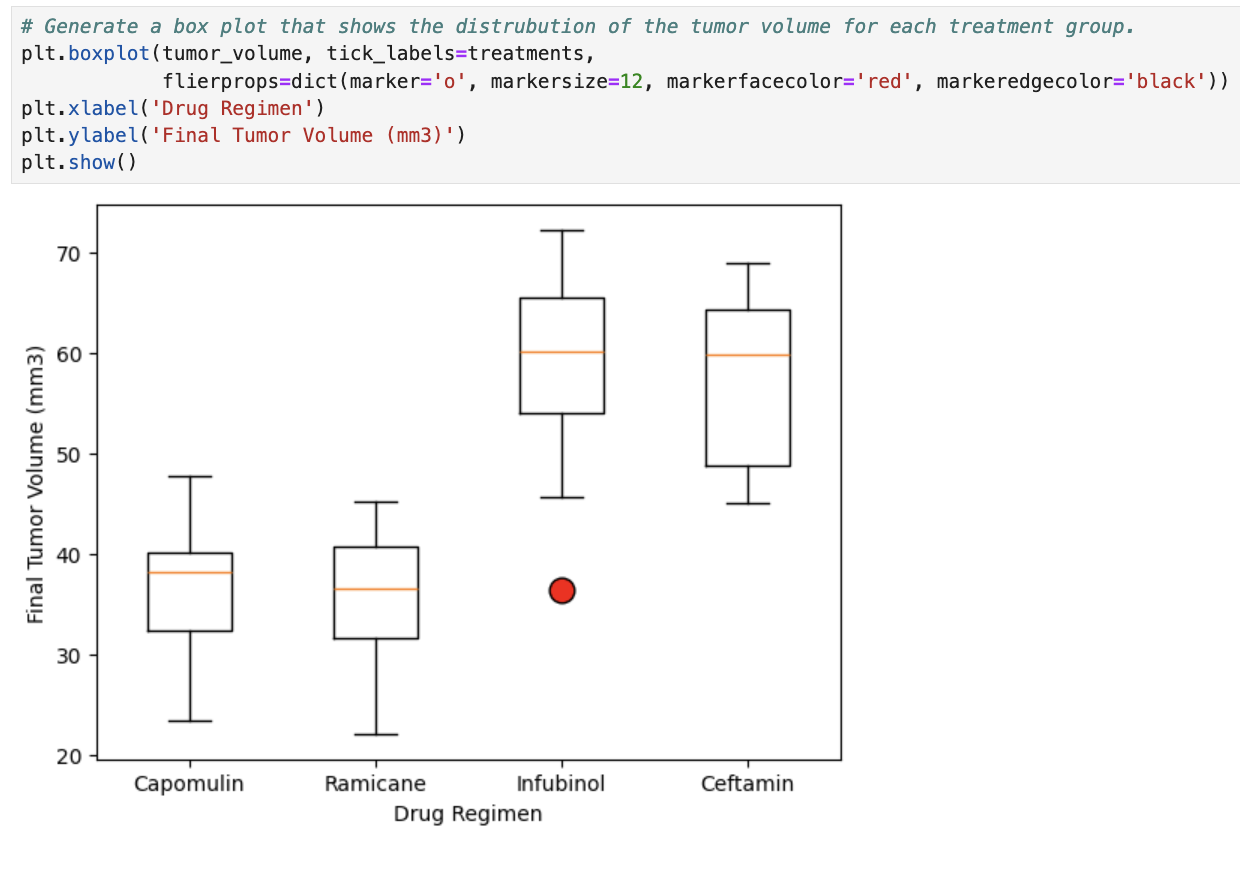 # Generate a box plot that shows the distrubution of the tumor volume for each treatment group.
plt.boxplot(tumor_volume, tick_labels=treatments,
            flierprops=dict(marker='o', markersize=12, markerfacecolor='red', markeredgecolor='black'))
plt.xlabel('Drug Regimen')
plt.ylabel('Final Tumor Volume (mm3)')
plt.show()
Final Tumor Volume (mm3)
70
60
50
40
30
20
Capomulin Ramicane Infubinol Ceftamin
Drug Regimen